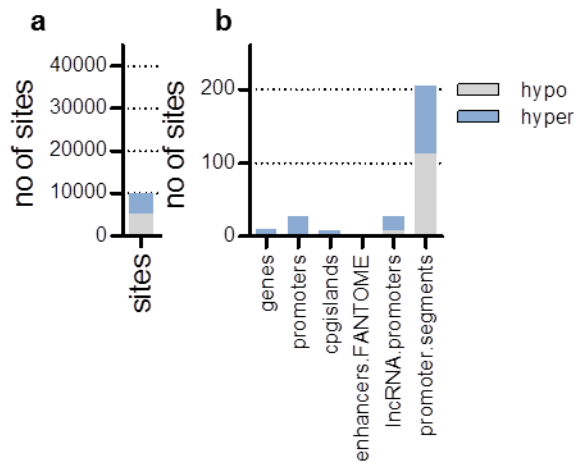 a
b
no of sites
40000
30000
20000
10000
0
sites
no of sites
200
100
0
genes
promoters
cpgislands
enhancers.FANTOME
lncRNA.promoters
promoter.segments
hypo
hyper